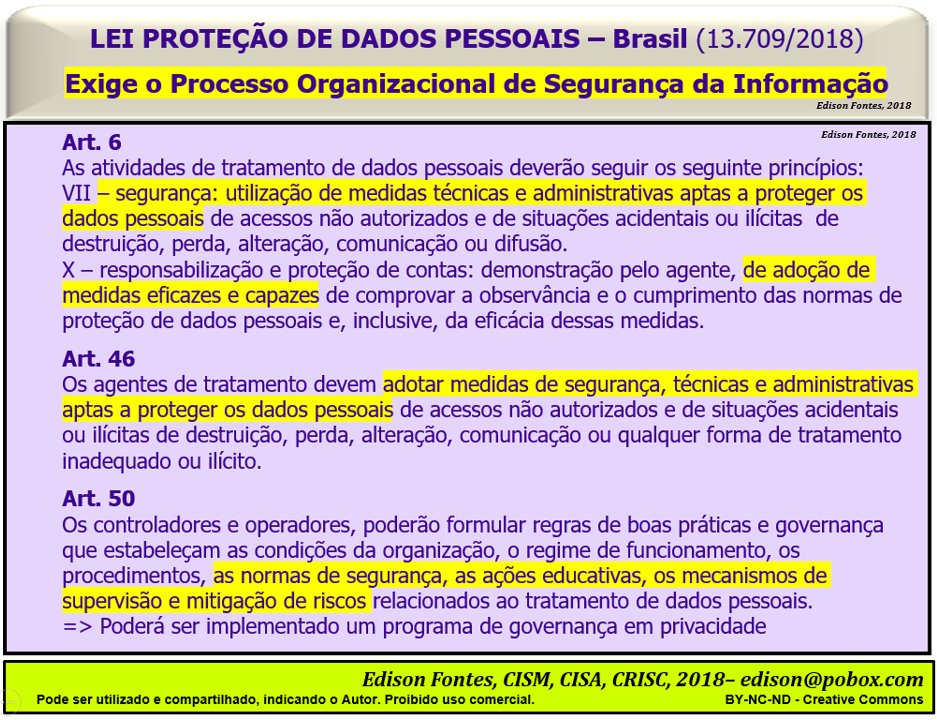 LEI PROTEÇÃO DE DADOS PESSOAIS – Brasil (13.709/2018)
Exige o Processo Organizacional de Segurança da Informação
Edison Fontes, 2018
Edison Fontes, 2018
Art. 6
As atividades de tratamento de dados pessoais deverão seguir os seguinte princípios:
VII – segurança: utilização de medidas técnicas e administrativas aptas a proteger os
dados pessoais de acessos não autorizados e de situações acidentais ou ilícitas de
destruição, perda, alteração, comunicação ou difusão.
X – responsabilização e proteção de contas: demonstração pelo agente, de adoção de
medidas eficazes e capazes de comprovar a observância e o cumprimento das normas de
proteção de dados pessoais e, inclusive, da eficácia dessas medidas.
Art. 46
Os agentes de tratamento devem adotar medidas de segurança, técnicas e administrativas
aptas a proteger os dados pessoais de acessos não autorizados e de situações acidentais
ou ilícitas de destruição, perda, alteração, comunicação ou qualquer forma de tratamento
inadequado ou ilícito.
Art. 50
Os controladores e operadores, poderão formular regras de boas práticas e governança
que estabeleçam as condições da organização, o regime de funcionamento, os
procedimentos, as normas de segurança, as ações educativas, os mecanismos de
supervisão e mitigação de riscos relacionados ao tratamento de dados pessoais.
=> Poderá ser implementado um programa de governança em privacidade
Edison Fontes, CISM, CISA, CRISC, 2018– edison@pobox.com
Pode ser utilizado e compartilhado, indicando o Autor. Proibido uso comercial. BY-NC-ND - Creative Commons